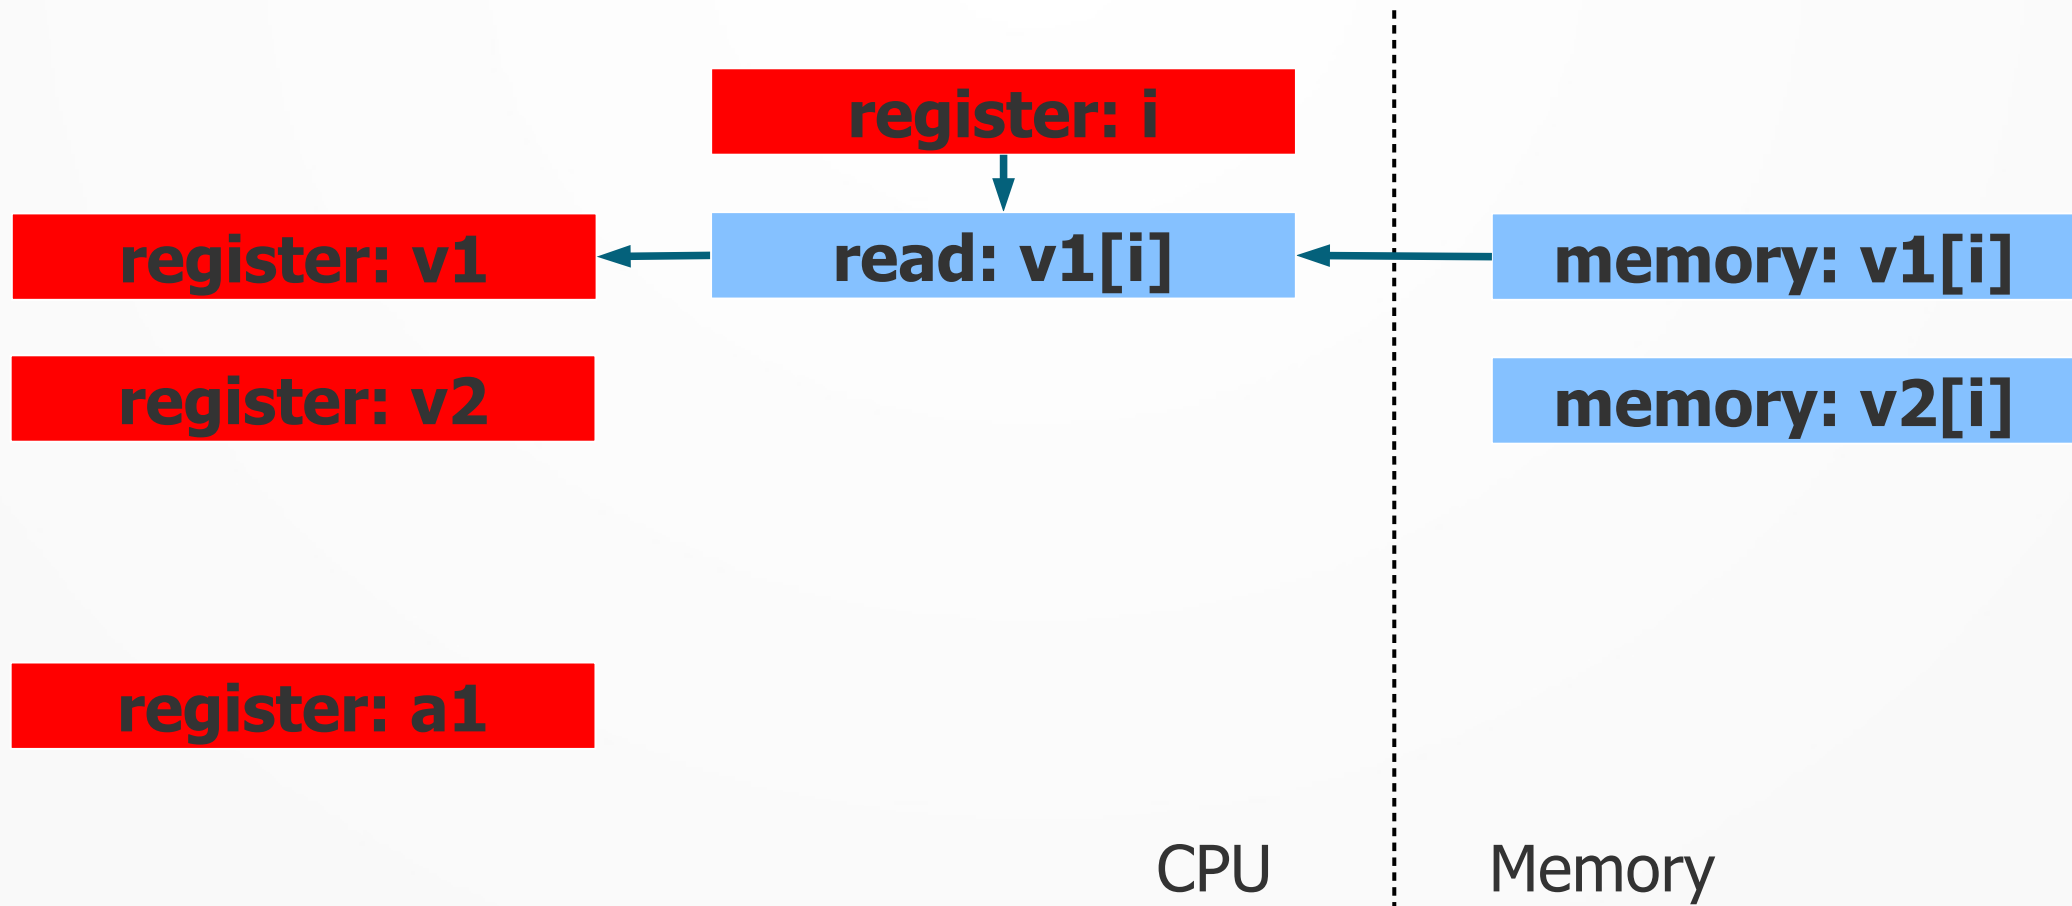 register: i
register: v1
read: v1[i]
memory: v1[i]
register: v2
memory: v2[i]
register: a1
CPU
Memory